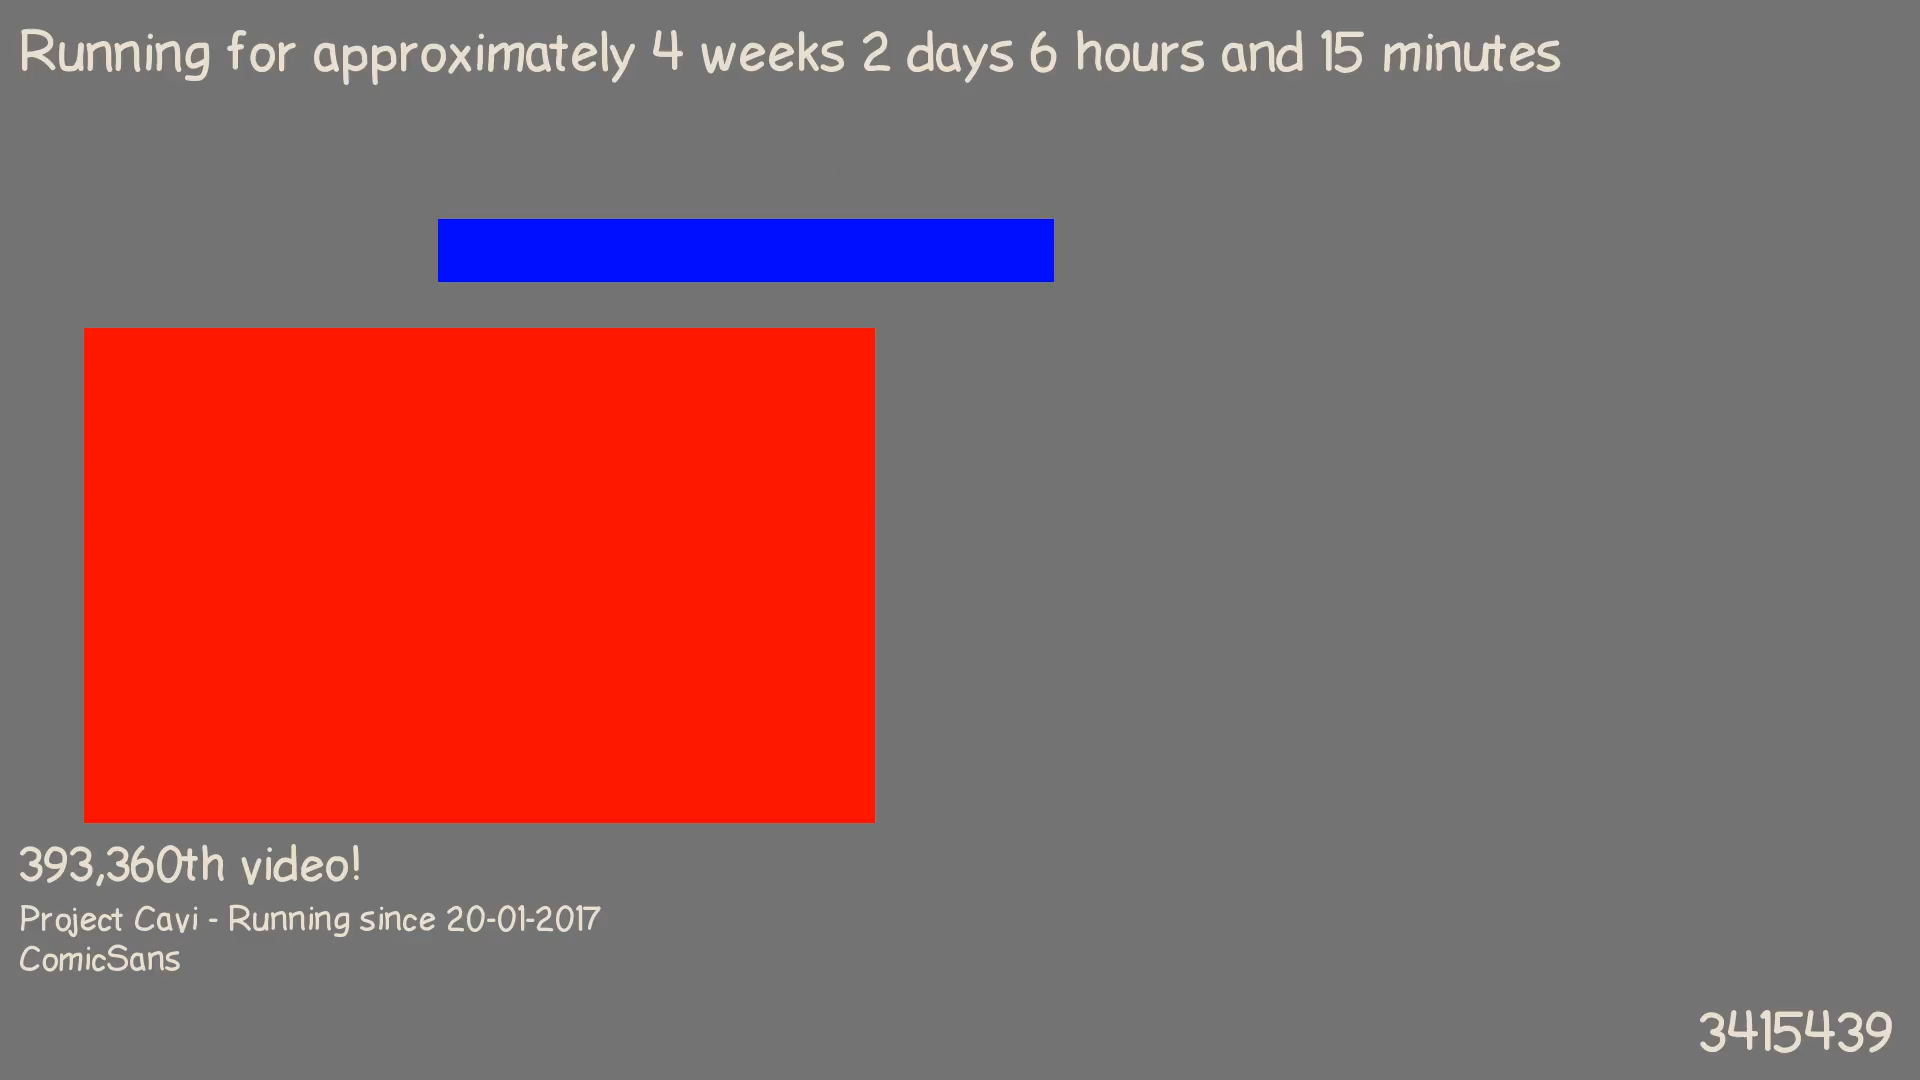 Running for approximately 4 weeks 2 days 6 hours and 15 minutes
393,360th video!
Project Cavi - Running since 20-01-2017
ComicSans
3415439